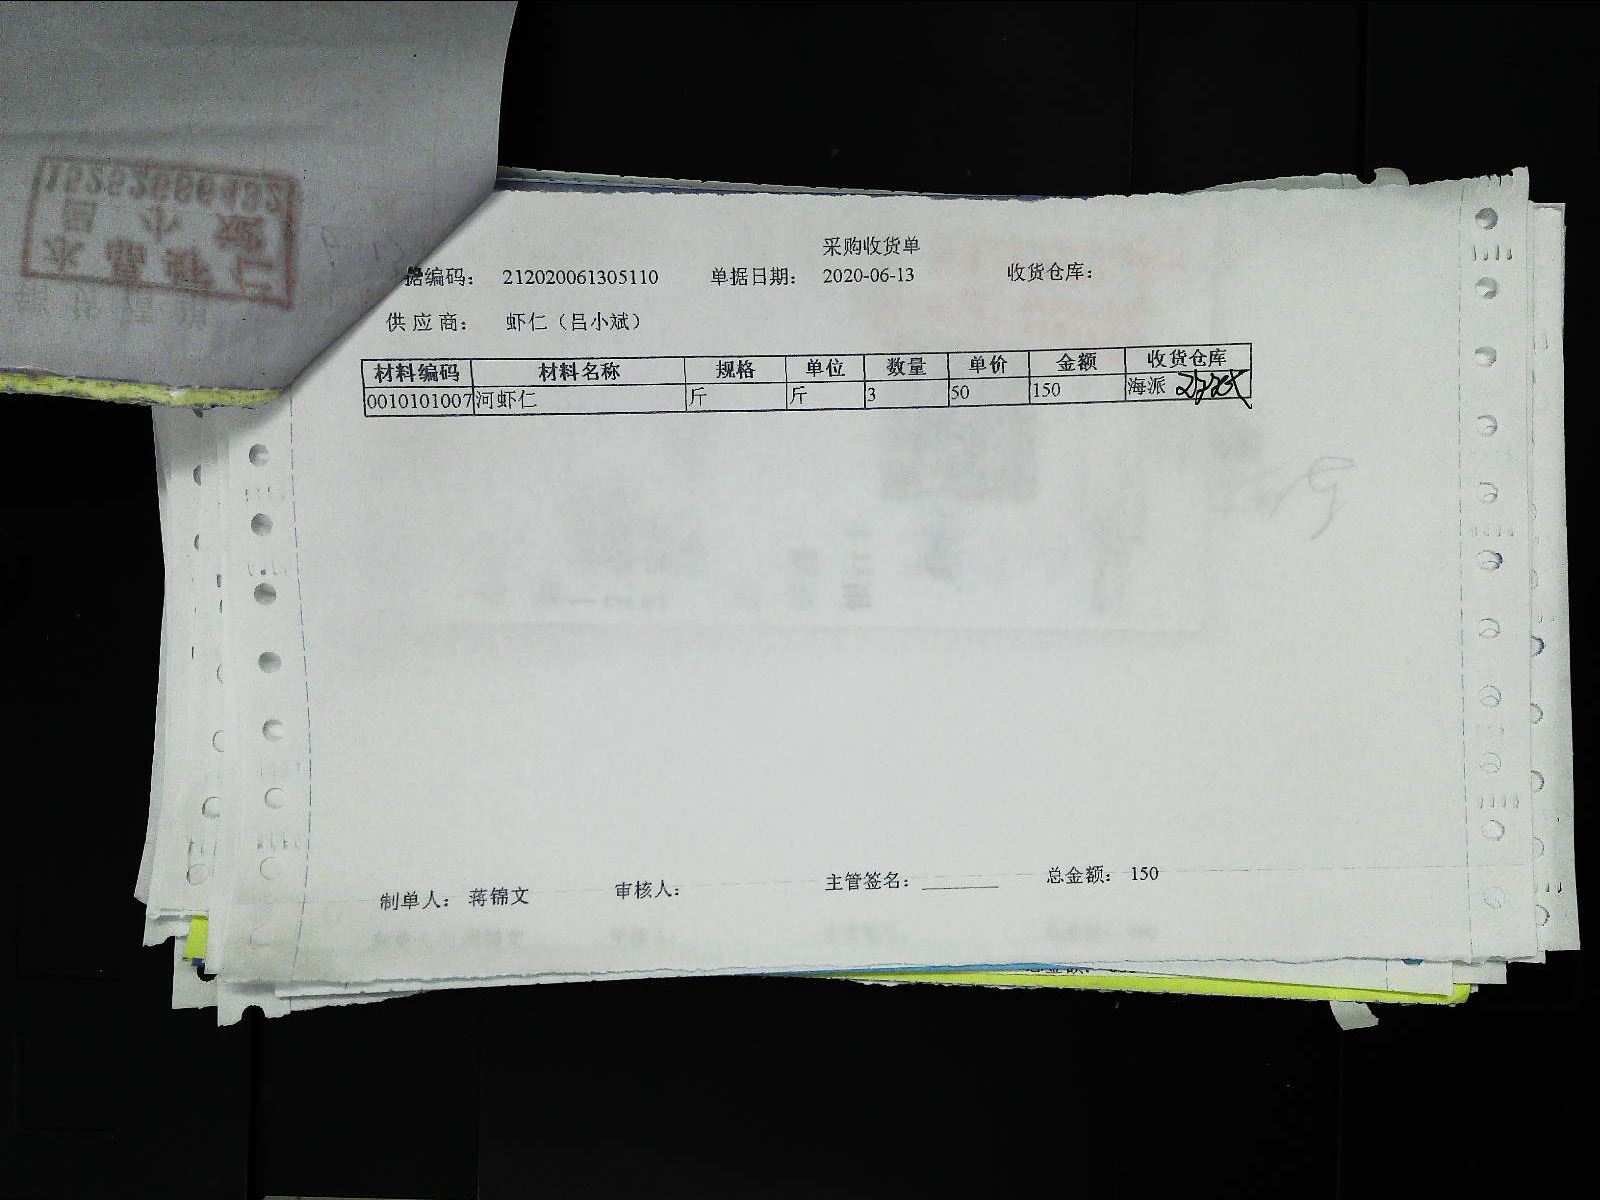 采购收货单
据编码： 212020061305110 单据日期： 2020-06-13 收货仓库：
供应商： 虾仁（吕小斌）
材料编码 材料名称 规格 单位 数量 单价 金额 收货仓库
0010101007 河虾仁 斤 斤 3 50 150 海派
制单人： 蒋锦文 审核人： 主管签名： 总金额： 150